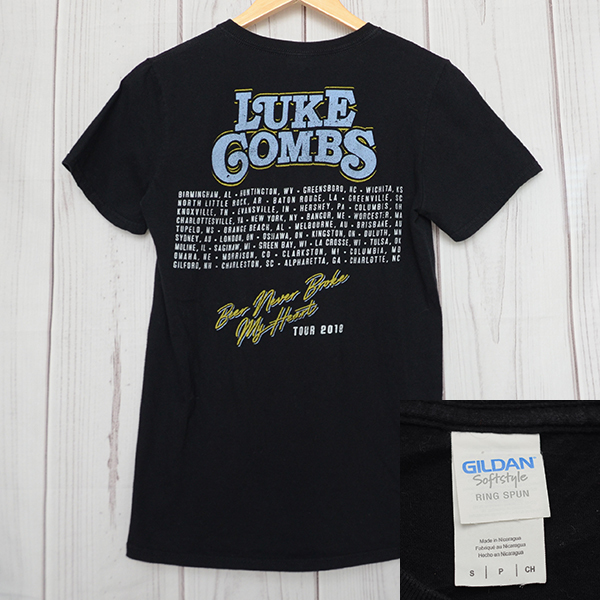 LUKE
COMBS
BIRMINGHAM, AL • HUNTINGTON, WV • GREENSBORO, NC • WICHITA, KS
NORTH LITTLE ROCK, AR • BATON ROUGE, LA • GREENVILLE, SC
KNOXVILLE, TN • EVANSVILLE, IN • HERSHEY, PA • COLUMBUS, OH
CHARLOTTESVILLE, VA • NEW YORK, NY • BANGOR, ME • WORCESTER, MA
TUPELO, MS • ORANGE BEACH, AL • MELBOURNE, AU • BRISBANE, AU
SYDNEY, AU • LONDON, UK • OSHAWA, ON • KINGSTON, ON • DULUTH, MN
MOLINE, IL • SAGINAW, MI • GREEN BAY, WI • LA CROSSE, WI • TULSA, OK
OMAHA, NE • MORRISON, CO • CLARKSTON, MI • COLUMBIA, MO
GILFORD, NH • CHARLESTON, SC • ALPHARETTA, GA • CHARLOTTE, NC
Beer Never Broke
My Heart
TOUR 2019
GILDAN
Softstyle
RING SPUN
Made in Nicaragua
Fabriqué au Nicaragua
Hecho en Nicaragua
S | P | CH